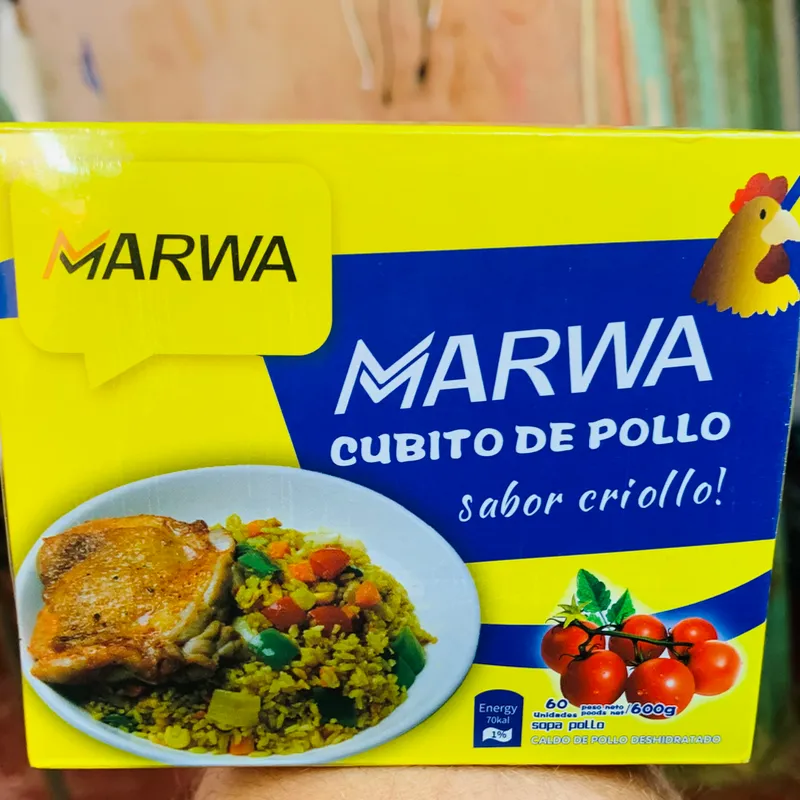 MARWA
MARWA
CUBITO DE POLLO
sabor criollo!
Energy
70kal
1%
60 peso neto
Unidades poods net /600g
sopa pollo
CALDO DE POLLO DESHIDRATADO